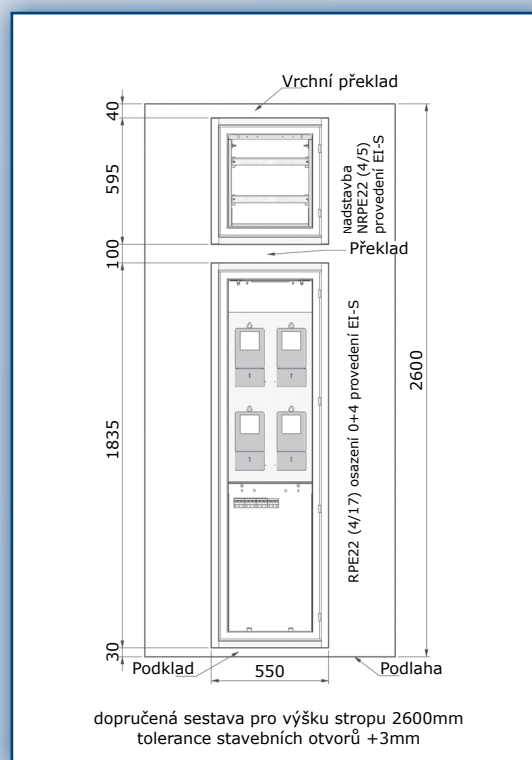 Vrchní překlad
40
595
Nadstavba
NRPE22 (4/5)
provedení EI-S
100
Překlad
1835
2600
RPE22 (4/17) osazení 0+4 provedení EI-S
30
Podklad
550
Podlaha
dopručená sestava pro výšku stropu 2600mm
tolerance stavebních otvorů +3mm